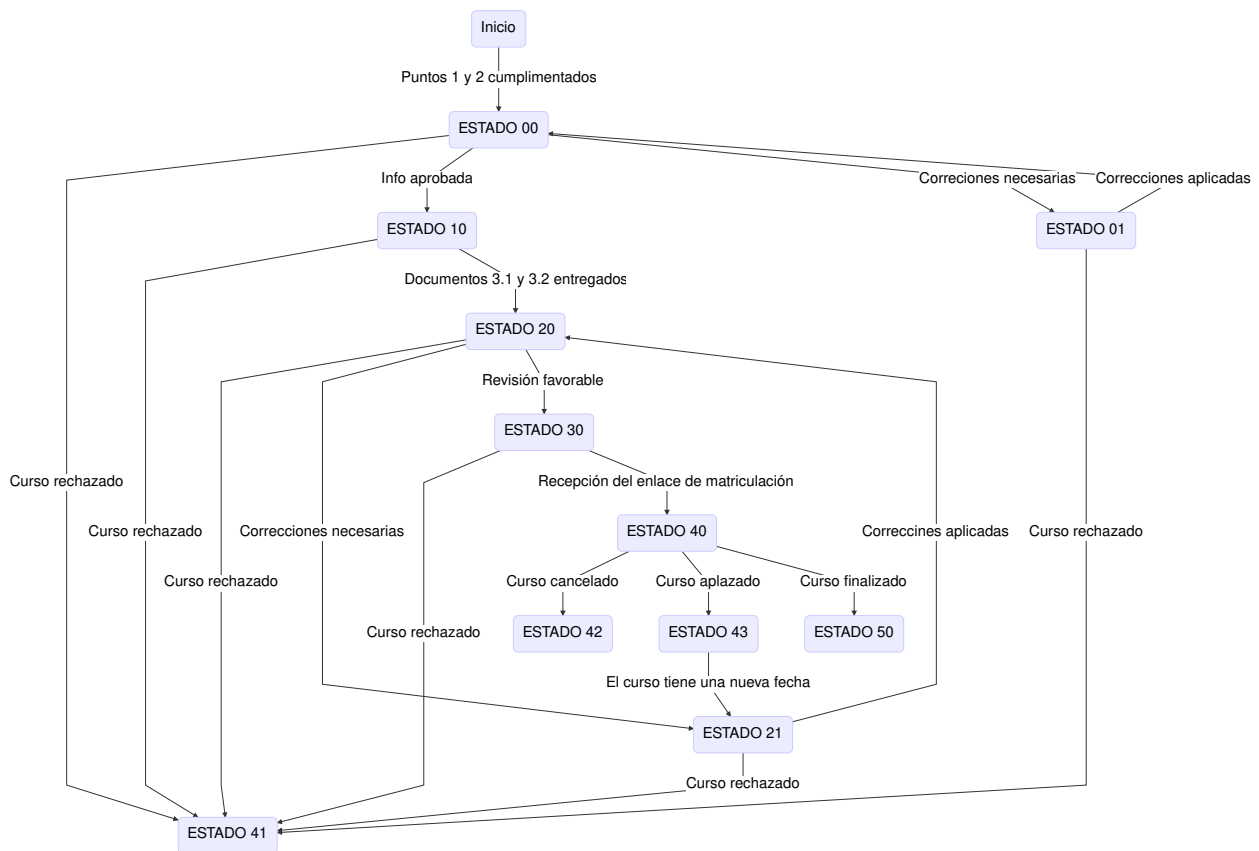 Inicio
Puntos 1 y 2 cumplimentados
ESTADO 00
Info aprobada
Correciones necesarias
Correcciones aplicadas
ESTADO 10
ESTADO 01
Documentos 3.1 y 3.2 entregados
ESTADO 20
Revisión favorable
ESTADO 30
Curso rechazado
Recepción del enlace de matriculación
Curso rechazado
Correcciones necesarias
ESTADO 40
Correccines aplicadas
Curso rechazado
Curso rechazado
Curso cancelado
Curso aplazado
Curso finalizado
Curso rechazado
ESTADO 42
ESTADO 43
ESTADO 50
El curso tiene una nueva fecha
ESTADO 21
Curso rechazado
ESTADO 41